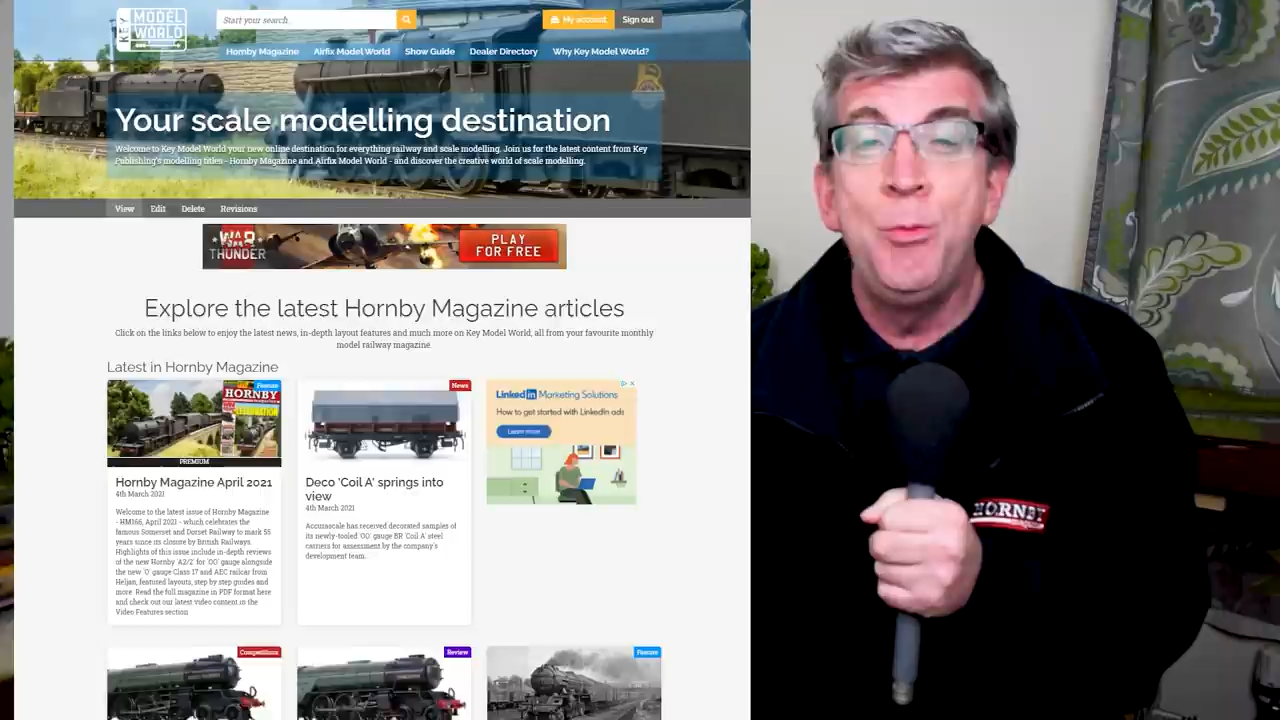 KEY
MODEL
WORLD
Start your search..
My account
Sign out
Hornby Magazine
Airfix Model World
Show Guide
Dealer Directory
Why Key Model World?
Your scale modelling destination
Welcome to Key Model World your new online destination for everything railway and scale modelling. Join us for the latest content from Key
Publishing's modelling titles - Hornby Magazine and Airfix Model World - and discover the creative world of scale modelling.
View
Edit
Delete
Revisions
WAR
THUNDER
PLAY
FOR FREE
Explore the latest Hornby Magazine articles
Click on the links below to enjoy the latest news, in-depth layout features and much more on Key Model World, all from your favourite monthly
model railway magazine.
Latest in Hornby Magazine
Feature
HORNBY
PREMIUM
Hornby Magazine April 2021
4th March 2021
Welcome to the latest issue of Hornby Magazine
- HM166, April 2021 - which celebrates the
famous Somerset and Dorset Railway to mark 55
years since its closure by British Railways.
Highlights of this issue include in-depth reviews
of the new Hornby 'A2/2' for 'OO' gauge alongside
the new 'O' gauge Class 17 and AEC railcar from
Heljan, featured layouts, step by step guides and
more. Read the full magazine in PDF format here
and check out our latest video content in the
Video Features section
News
Deco 'Coil A' springs into
view
4th March 2021
Accurascale has received decorated samples of
its newly-tooled 'OO' gauge BR 'Coil A' steel
carriers for assessment by the company's
development team.
LinkedIn Marketing Solutions
How to get started with LinkedIn ads
Learn more
Competitions
Review
Feature
HORNBY